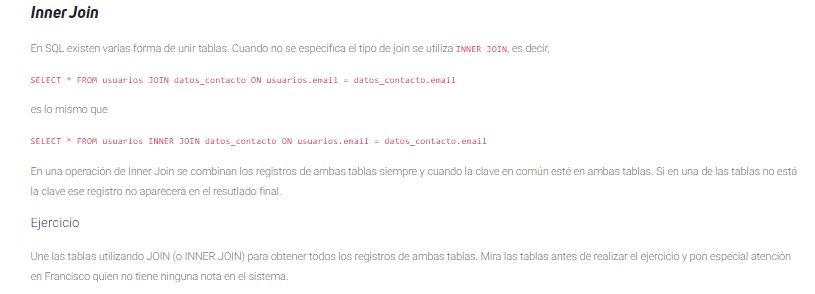 Inner Join
En SQL existen varias forma de unir tablas. Cuando no se especifica el tipo de join se utiliza INNER JOIN, es decir,
SELECT * FROM usuarios JOIN datos_contacto ON usuarios.email = datos_contacto.email
es lo mismo que
SELECT * FROM usuarios INNER JOIN datos_contacto ON usuarios.email = datos_contacto.email
En una operación de Inner Join se combinan los registros de ambas tablas siempre y cuando la clave en común esté en ambas tablas. Si en una de las tablas no está
la clave ese registro no aparecerá en el resutlado final.
Ejercicio
Une las tablas utilizando JOIN (o INNER JOIN) para obtener todos los registros de ambas tablas. Mira las tablas antes de realizar el ejercicio y pon especial atención
en Francisco quien no tiene ninguna nota en el sistema.